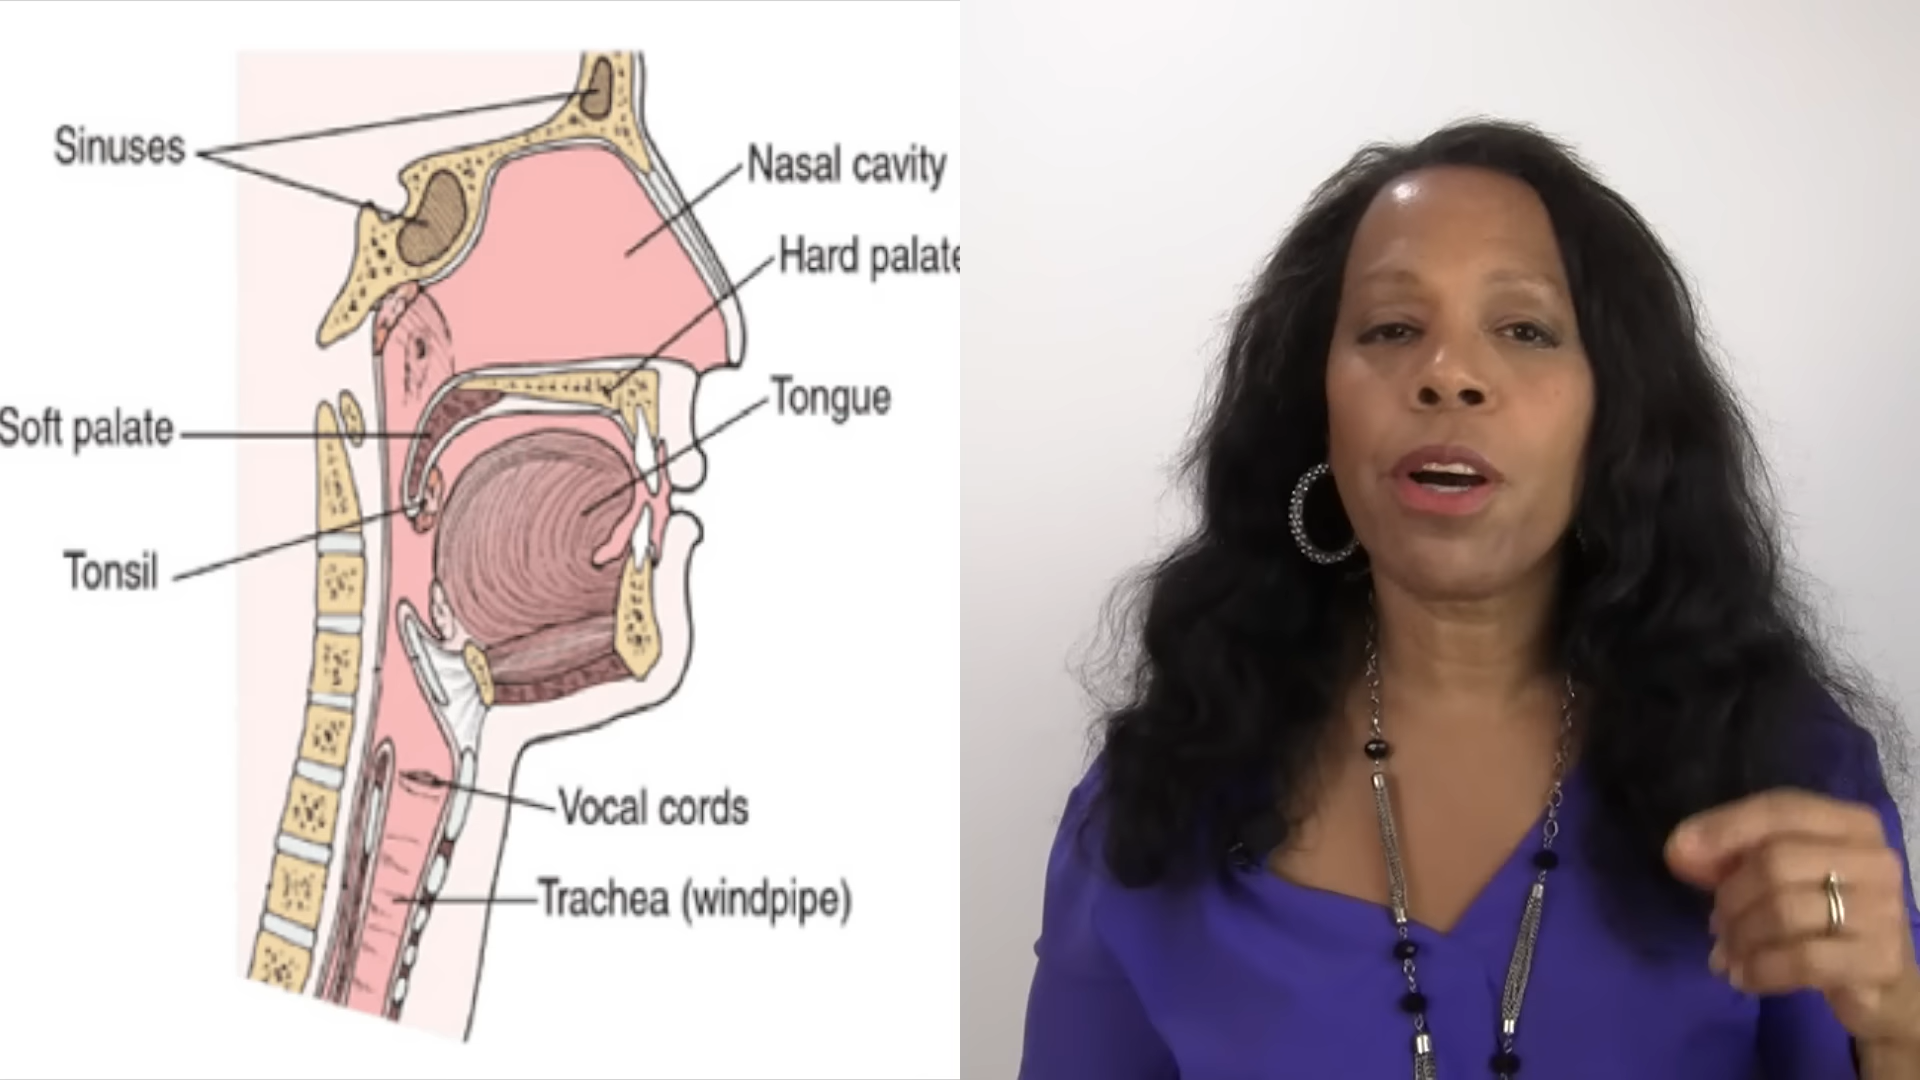 Sinuses
Nasal cavity
Hard palate
Tongue
Soft palate
Tonsil
Vocal cords
Trachea (windpipe)